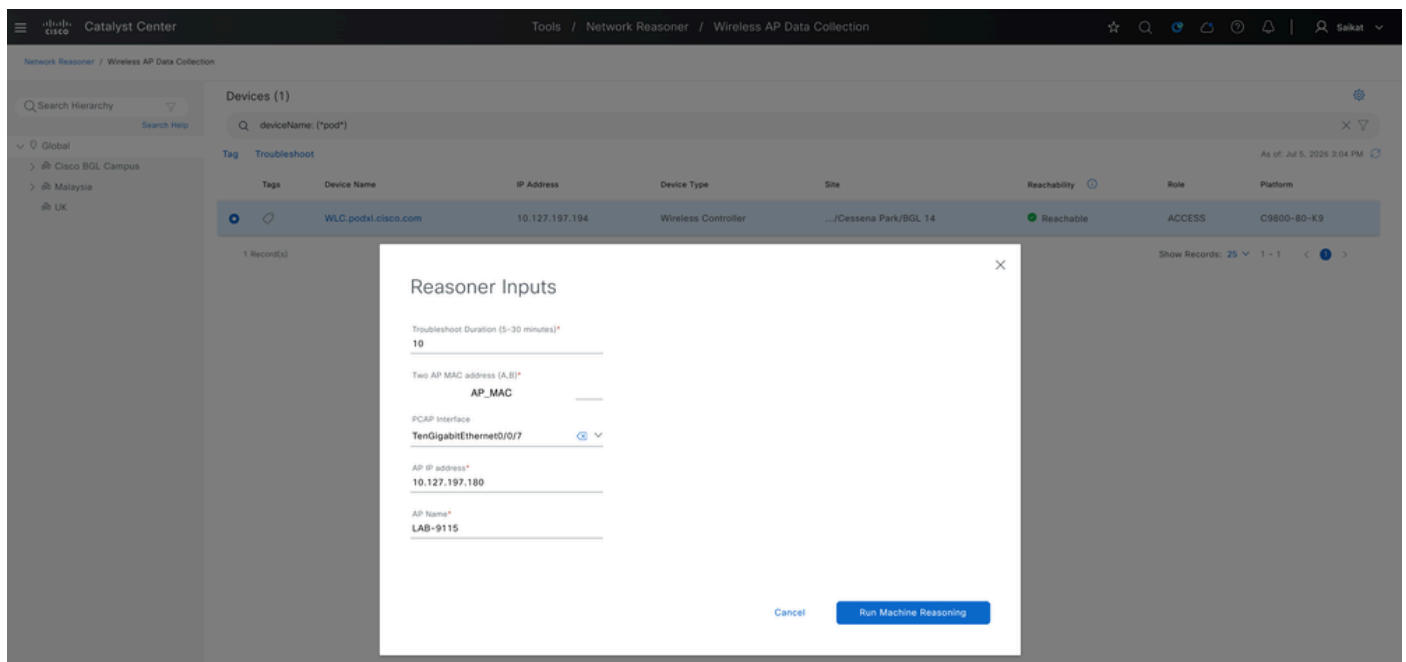 cisco Catalyst Center Tools / Network Reasoner / Wireless AP Data Collection Saikat
Network Reasoner / Wireless AP Data Collection
Search Hierarchy
Search Help
Global
Cisco BGL Campus
Malaysia
UK
Devices (1)
deviceName: (*pod*)
Tag Troubleshoot As of: Jul 5, 2026 3:04 PM
Tags Device Name IP Address Device Type Site Reachability Role Platform
WLC.podxl.cisco.com 10.127.197.194 Wireless Controller .../Cessena Park/BGL 14 Reachable ACCESS C9800-80-K9
1 Record(s) Show Records: 25 1 - 1 1
Reasoner Inputs
Troubleshoot Duration (5-30 minutes)*
10
Two AP MAC address (A,B)*
AP_MAC
PCAP Interface
TenGigabitEthernet0/0/7
AP IP address*
10.127.197.180
AP Name*
LAB-9115
Cancel Run Machine Reasoning